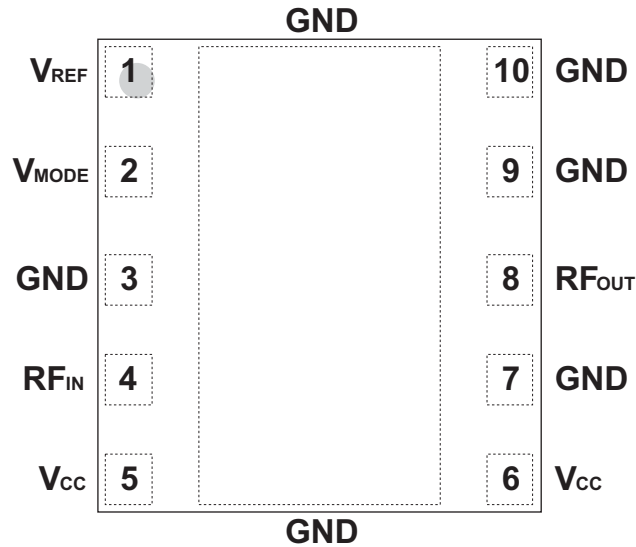 GND
VREF 1 10 GND
VMODE 2 9 GND
GND 3 8 RFOUT
RFIN 4 7 GND
VCC 5 6 VCC
GND